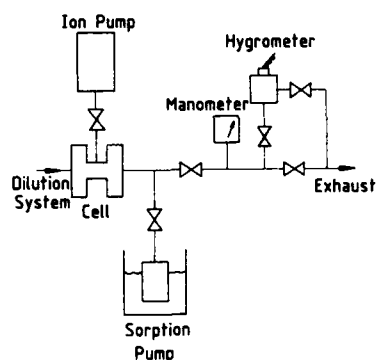 Ion Pump
Hygrometer
Manometer
Dilution
System
Cell
Exhaust
Sorption
Pump